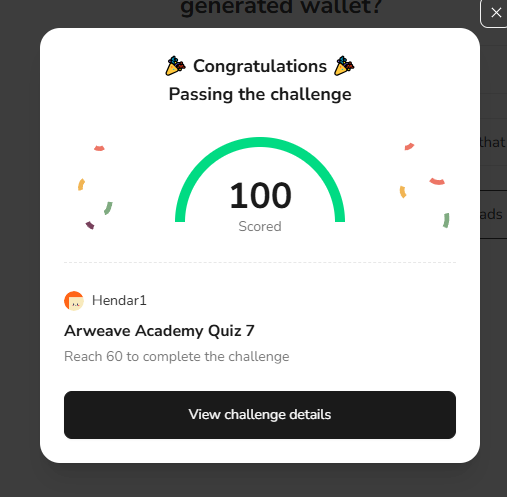 generated wallet?
Congratulations
Passing the challenge
that
100
Scored
ads
Hendar1
Arweave Academy Quiz 7
Reach 60 to complete the challenge
View challenge details